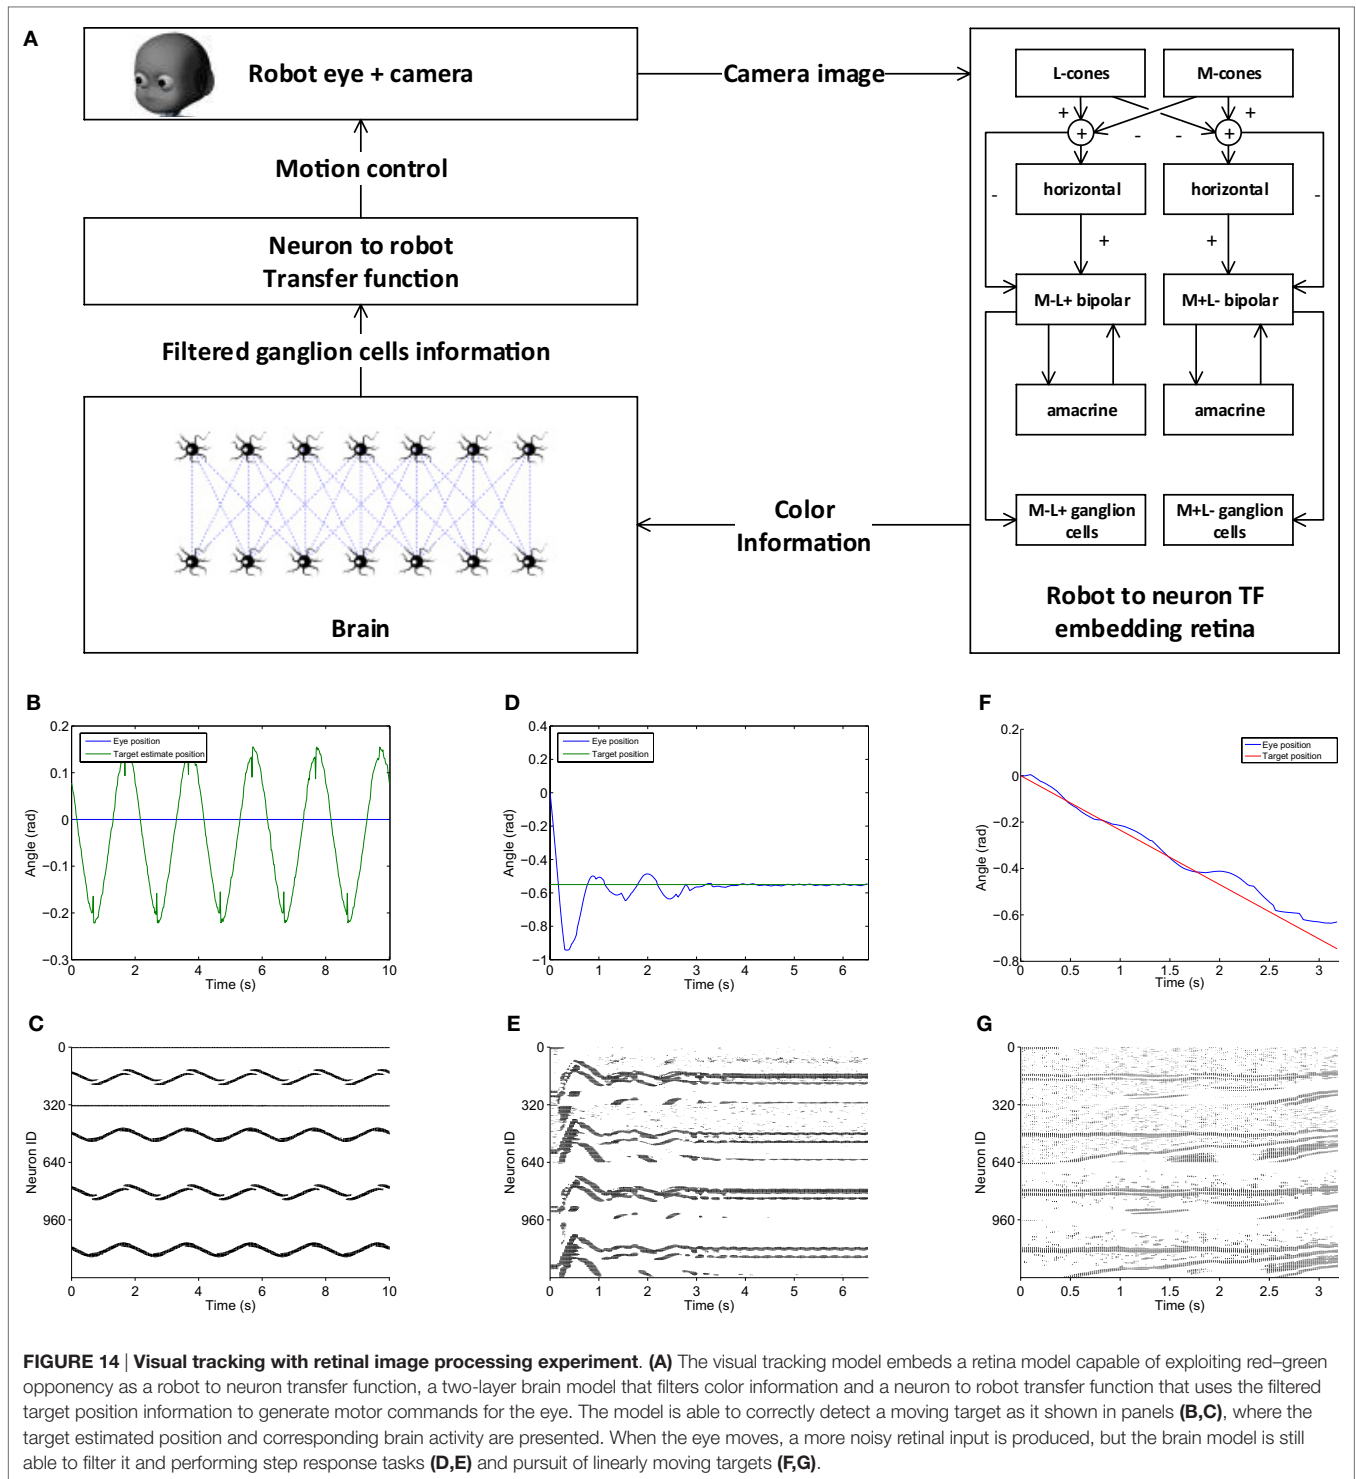 A
Robot eye + camera
Camera image
L-cones
M-cones
+
+
+
-
-
+
Motion control
horizontal
horizontal
-
-
+
+
Neuron to robot
Transfer function
M-L+ bipolar
M+L- bipolar
Filtered ganglion cells information
amacrine
amacrine
Color
Information
M-L+ ganglion
cells
M+L- ganglion
cells
Brain
Robot to neuron TF
embedding retina
B
0.2
0.1
0
−0.1
−0.2
−0.3
Angle (rad)
Eye position
Target estimate position
0 2 4 6 8 10
Time (s)
D
0.4
0.2
0
−0.2
−0.4
−0.6
−0.8
−1
Angle (rad)
Eye position
Target position
0 1 2 3 4 5 6
Time (s)
F
0.2
0
−0.2
−0.4
−0.6
−0.8
Angle (rad)
Eye position
Target position
0 0.5 1 1.5 2 2.5 3
Time (s)
C
0
320
640
960
Neuron ID
0 2 4 6 8 10
Time (s)
E
0
320
640
960
Neuron ID
0 1 2 3 4 5 6
Time (s)
G
0
320
640
960
Neuron ID
0 0.5 1 1.5 2 2.5 3
Time (s)
FIGURE 14 | Visual tracking with retinal image processing experiment. (A) The visual tracking model embeds a retina model capable of exploiting red–green
opponency as a robot to neuron transfer function, a two-layer brain model that filters color information and a neuron to robot transfer function that uses the filtered
target position information to generate motor commands for the eye. The model is able to correctly detect a moving target as it shown in panels (B,C), where the
target estimated position and corresponding brain activity are presented. When the eye moves, a more noisy retinal input is produced, but the brain model is still
able to filter it and performing step response tasks (D,E) and pursuit of linearly moving targets (F,G).